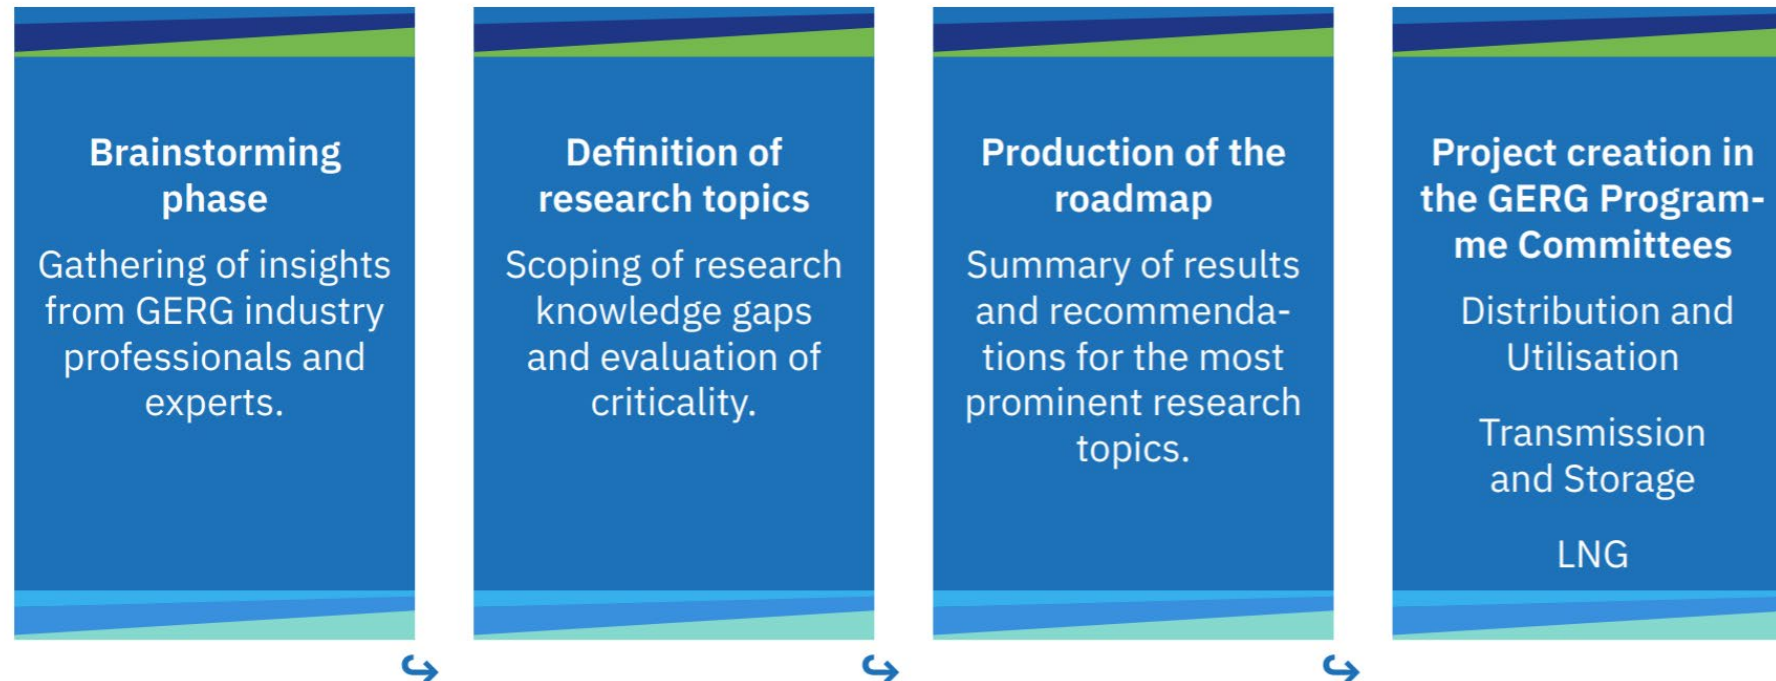 Brainstorming
phase
Gathering of insights
from GERG industry
professionals and
experts.
Definition of
research topics
Scoping of research
knowledge gaps
and evaluation of
criticality.
Production of the
roadmap
Summary of results
and recommenda-
tions for the most
prominent research
topics.
Project creation in
the GERG Program-
me Committees
Distribution and
Utilisation
Transmission
and Storage
LNG